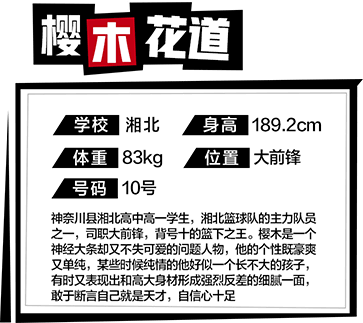 樱木花道
学校 湘北 身高 189.2cm
体重 83kg 位置 大前锋
号码 10号
神奈川县湘北高中高一学生，湘北篮球队的主力队员
之一，司职大前锋，背号十的篮下之王。樱木是一个
神经大条却又不失可爱的问题人物，他的个性既豪爽
又单纯，某些时候纯情的他好似一个长不大的孩子，
有时又表现出和高大身材形成强烈反差的细腻一面，
敢于断言自己就是天才，自信心十足